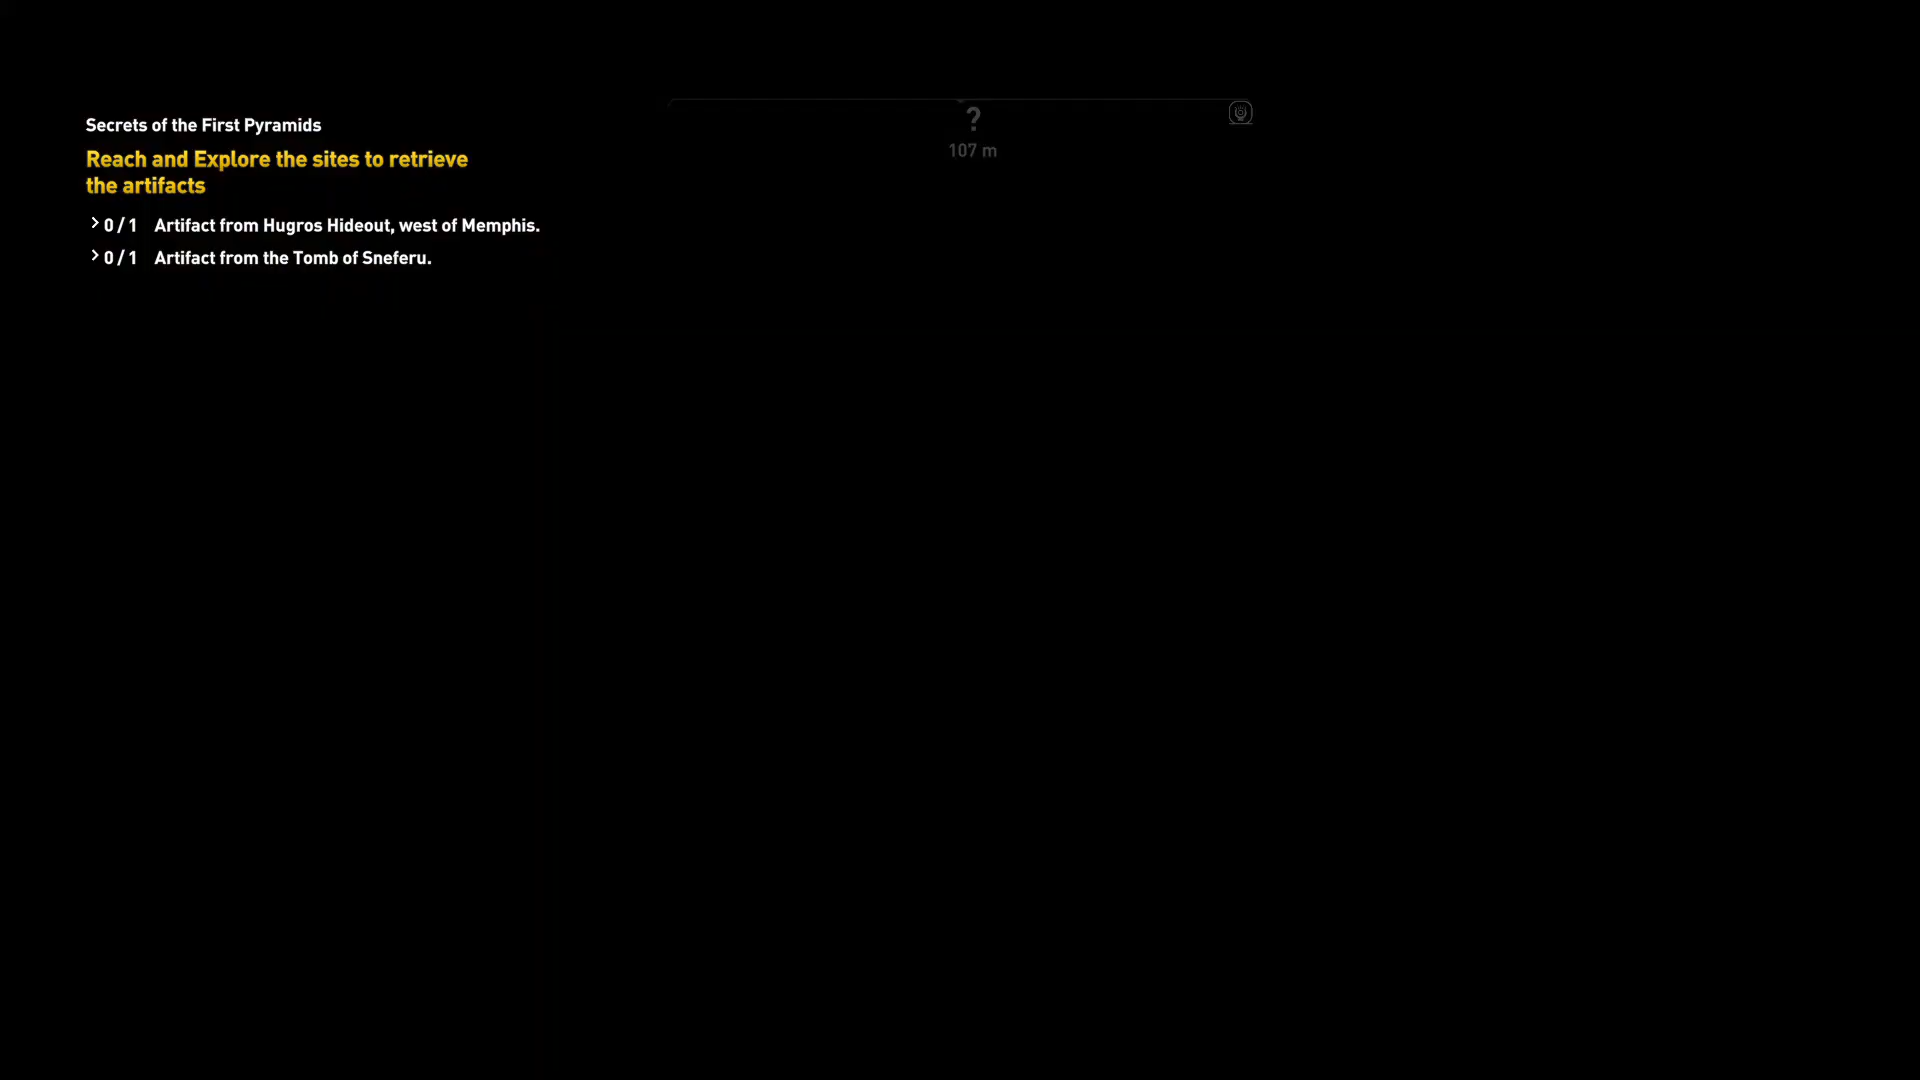 Secrets of the First Pyramids
?
107 m
Reach and Explore the sites to retrieve
the artifacts
0 / 1 Artifact from Hugros Hideout, west of Memphis.
0 / 1 Artifact from the Tomb of Sneferu.